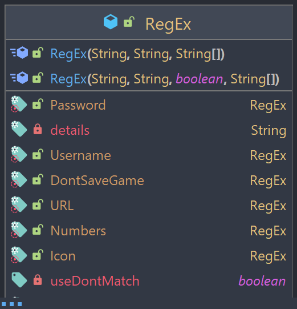 RegEx
RegEx(String, String, String[])
RegEx(String, String, boolean, String[])
Password RegEx
details String
Username RegEx
DontSaveGame RegEx
URL RegEx
Numbers RegEx
Icon RegEx
useDontMatch boolean